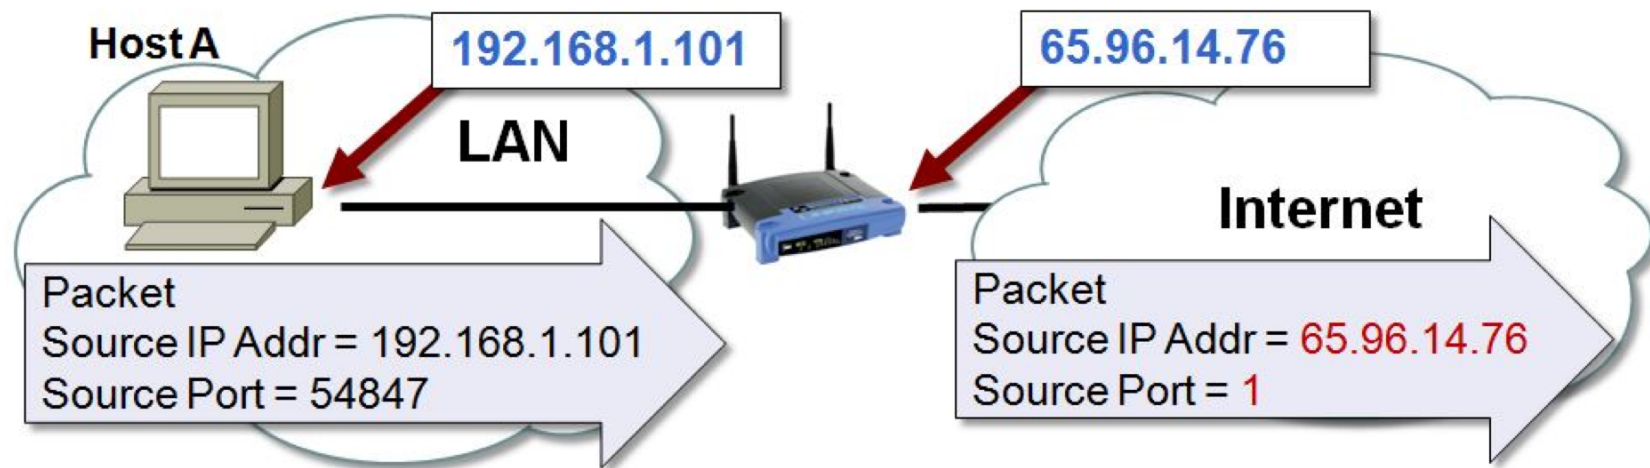 Host A
192.168.1.101
65.96.14.76
LAN
Internet
Packet
Source IP Addr = 192.168.1.101
Source Port = 54847
Packet
Source IP Addr = 65.96.14.76
Source Port = 1